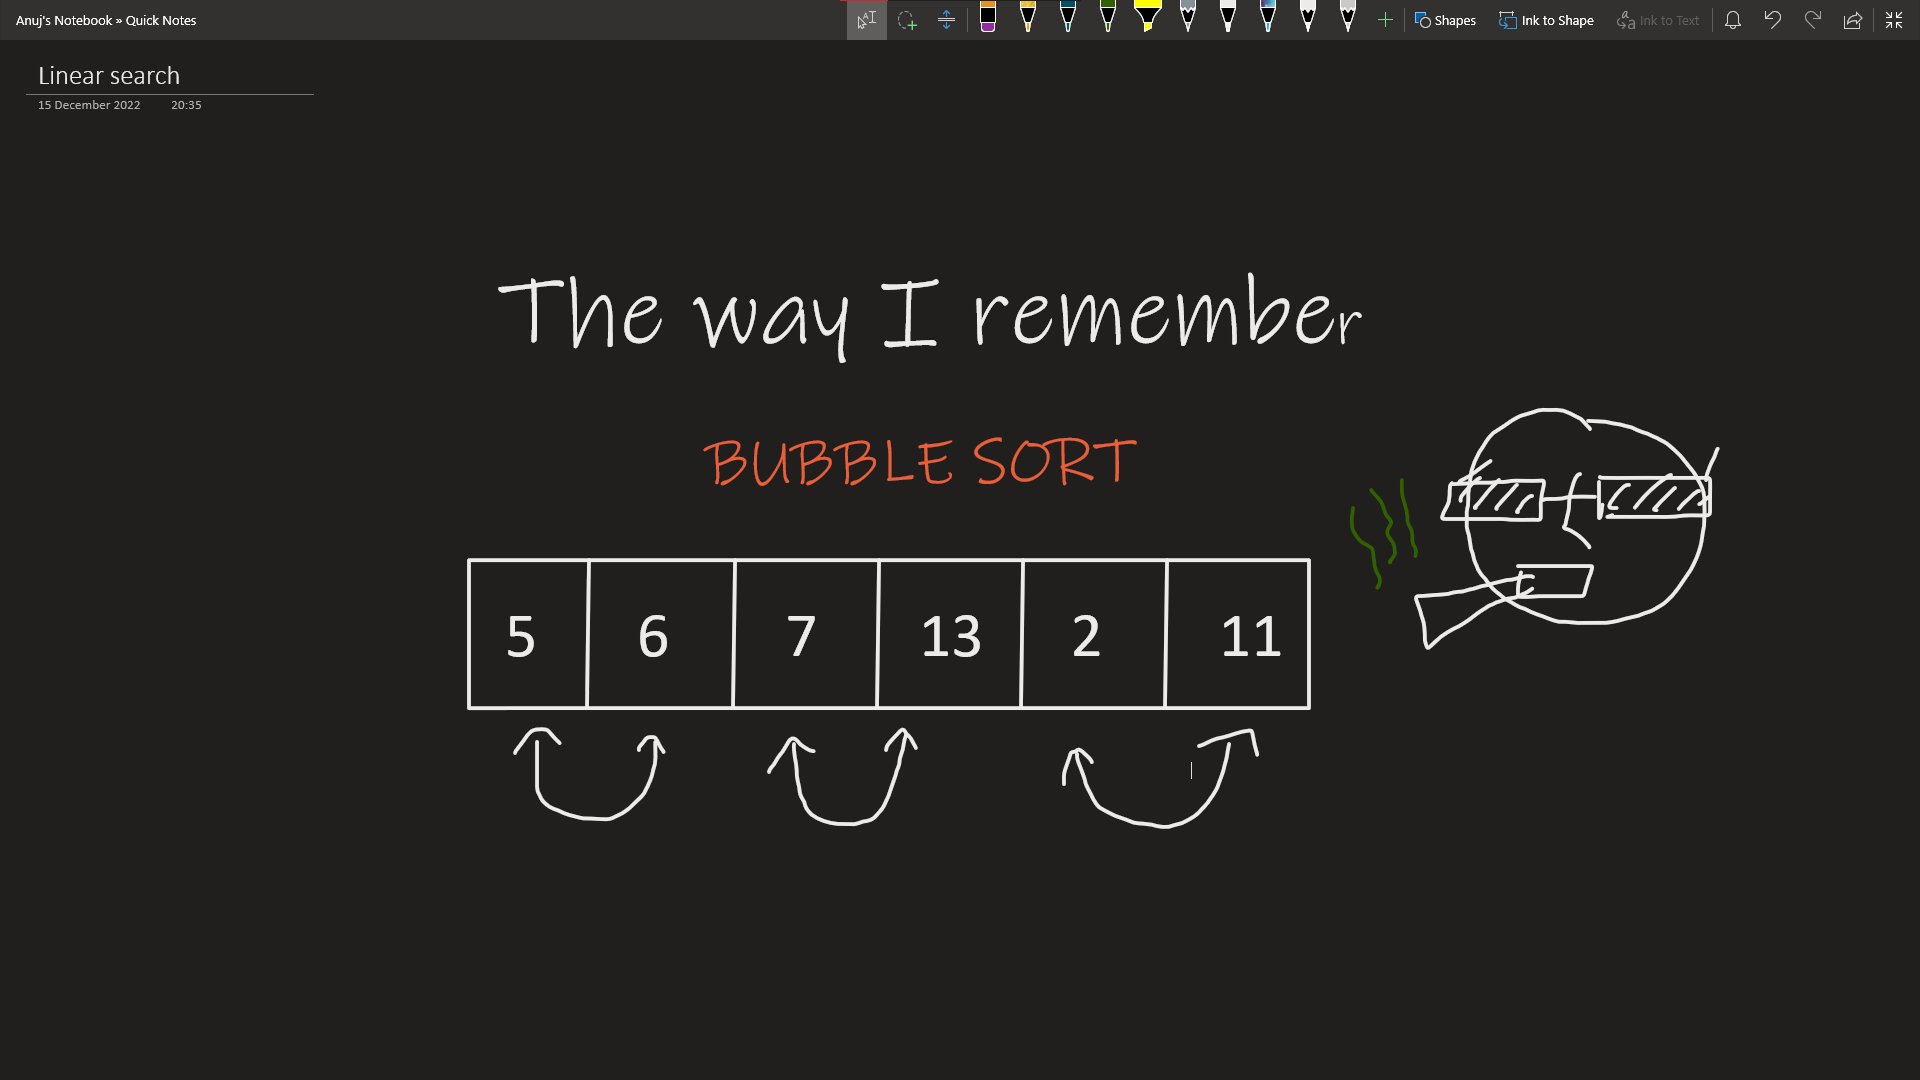 Anuj's Notebook » Quick Notes
Shapes
Ink to Shape
Ink to Text
Linear search
15 December 2022 20:35
The way I remember
BUBBLE SORT
5 6 7 13 2 11